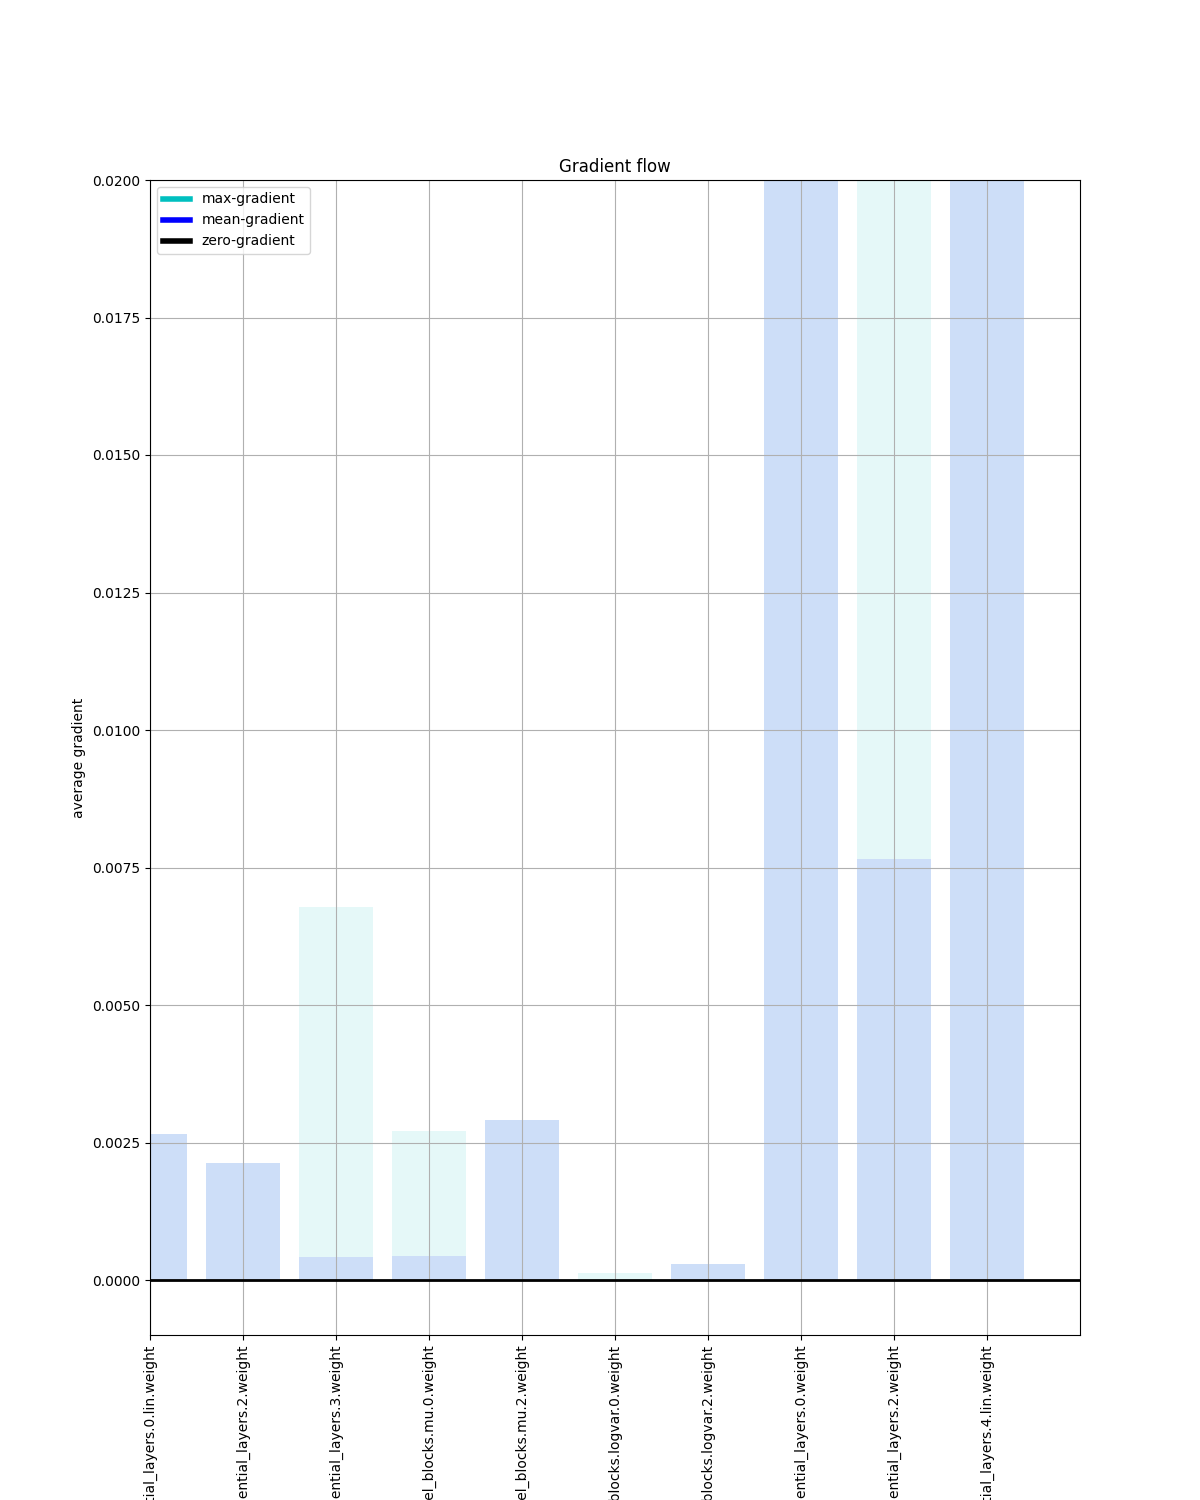 Gradient flow
max-gradient
mean-gradient
zero-gradient
0.0200
0.0175
0.0150
0.0125
0.0100
0.0075
0.0050
0.0025
0.0000
average gradient
tial_layers.0.lin.weight
ential_layers.2.weight
ential_layers.3.weight
el_blocks.mu.0.weight
el_blocks.mu.2.weight
blocks.logvar.0.weight
blocks.logvar.2.weight
ential_layers.0.weight
ential_layers.2.weight
tial_layers.4.lin.weight